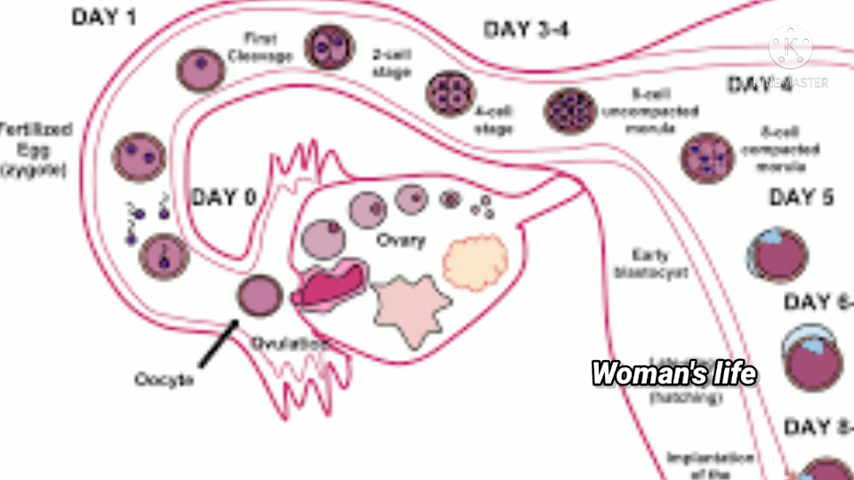 DAY 1
First
Cleavage
2-cell
stage
DAY 3-4
K
4-cell
stage
8-cell
uncompacted
morula
DAY 4
8-cell
compacted
morula
Fertilized
Egg
(zygote)
DAY 0
DAY 5
Ovary
Early
blastocyst
DAY 6-
Ovulation
Oocyte
Woman's life
(hatching)
DAY 8-
Implantation
of the